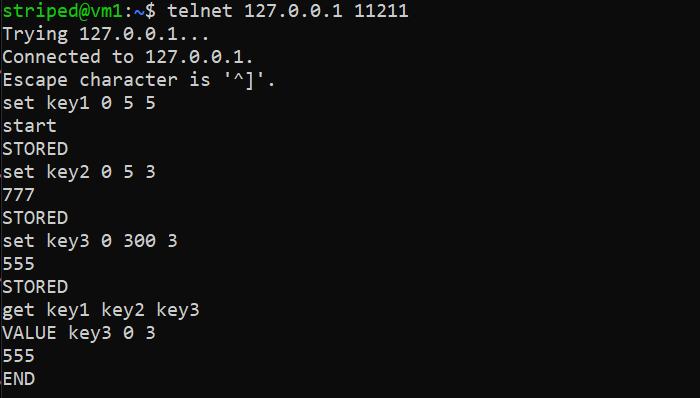 striped@vm1:~$ telnet 127.0.0.1 11211
Trying 127.0.0.1...
Connected to 127.0.0.1.
Escape character is '^]'.
set key1 0 5 5
start
STORED
set key2 0 5 3
777
STORED
set key3 0 300 3
555
STORED
get key1 key2 key3
VALUE key3 0 3
555
END